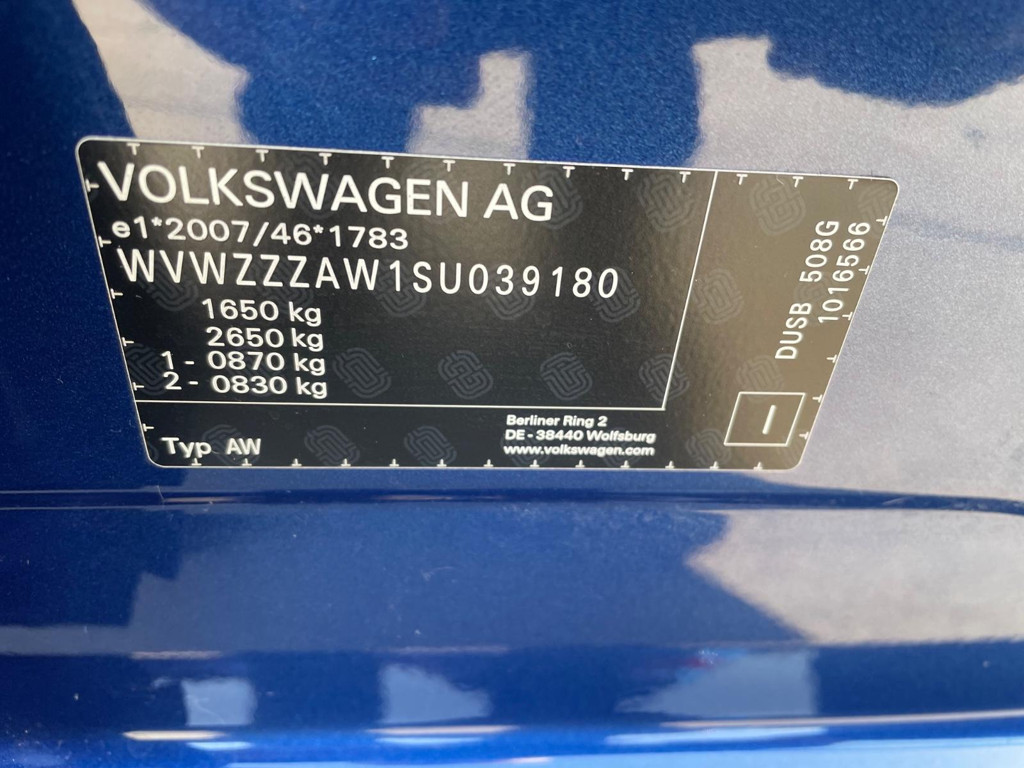 VOLKSWAGEN AG
e1*2007/46*1783
WVWZZZAW1SU039180
1650 kg
2650 kg
1 - 0870 kg
2 - 0830 kg
Typ AW
Berliner Ring 2
DE - 38440 Wolfsburg
www.volkswagen.com
DUSB 508G
1016566
I